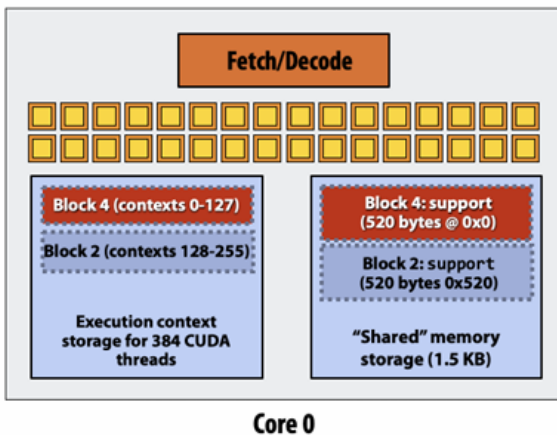 Fetch/Decode
Block 4 (contexts 0-127)
Block 2 (contexts 128-255)
Execution context
storage for 384 CUDA
threads
Block 4: support
(520 bytes @ 0x0)
Block 2: support
(520 bytes 0x520)
“Shared” memory
storage (1.5 KB)
Core 0